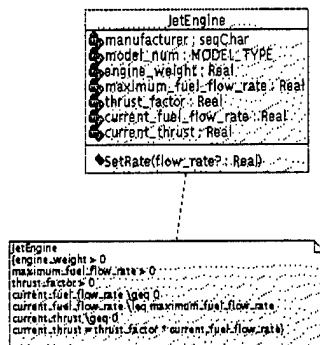 JetEngine
manufacturer : seqChar
model_num : MODEL_TYPE
engine_weight : Real
maximum_fuel_flow_rate : Real
thrust_factor : Real
current_fuel_flow_rate : Real
current_thrust : Real
SetRate(flow_rate? : Real)
JetEngine
{engine_weight > 0
maximum_fuel_flow_rate > 0
thrust_factor > 0
current_fuel_flow_rate \geq 0
current_fuel_flow_rate \leq maximum_fuel_flow_rate
current_thrust \geq 0
current_thrust = thrust_factor * current_fuel_flow_rate}